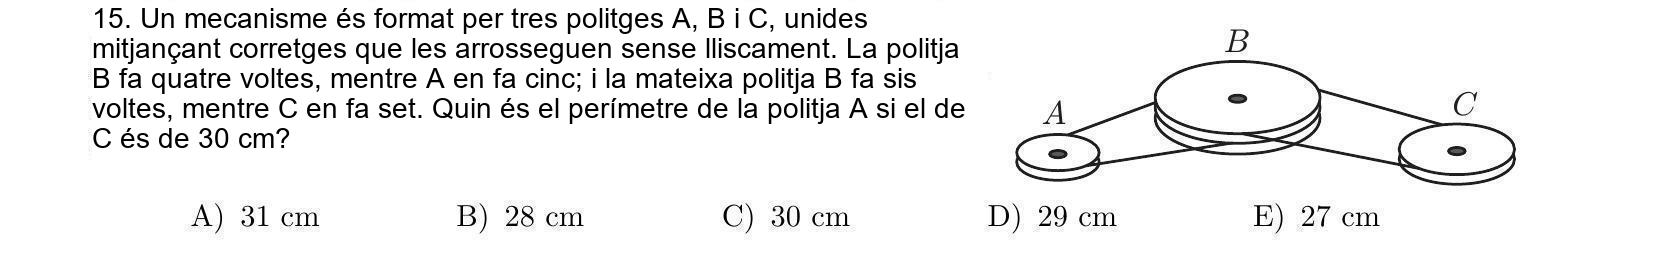 15. Un mecanisme és format per tres politges A, B i C, unides
mitjançant corretges que les arrosseguen sense lliscament. La politja
B fa quatre voltes, mentre A en fa cinc; i la mateixa politja B fa sis
voltes, mentre C en fa set. Quin és el perímetre de la politja A si el de
C és de 30 cm?
B
A
C
A) 31 cm B) 28 cm C) 30 cm D) 29 cm E) 27 cm